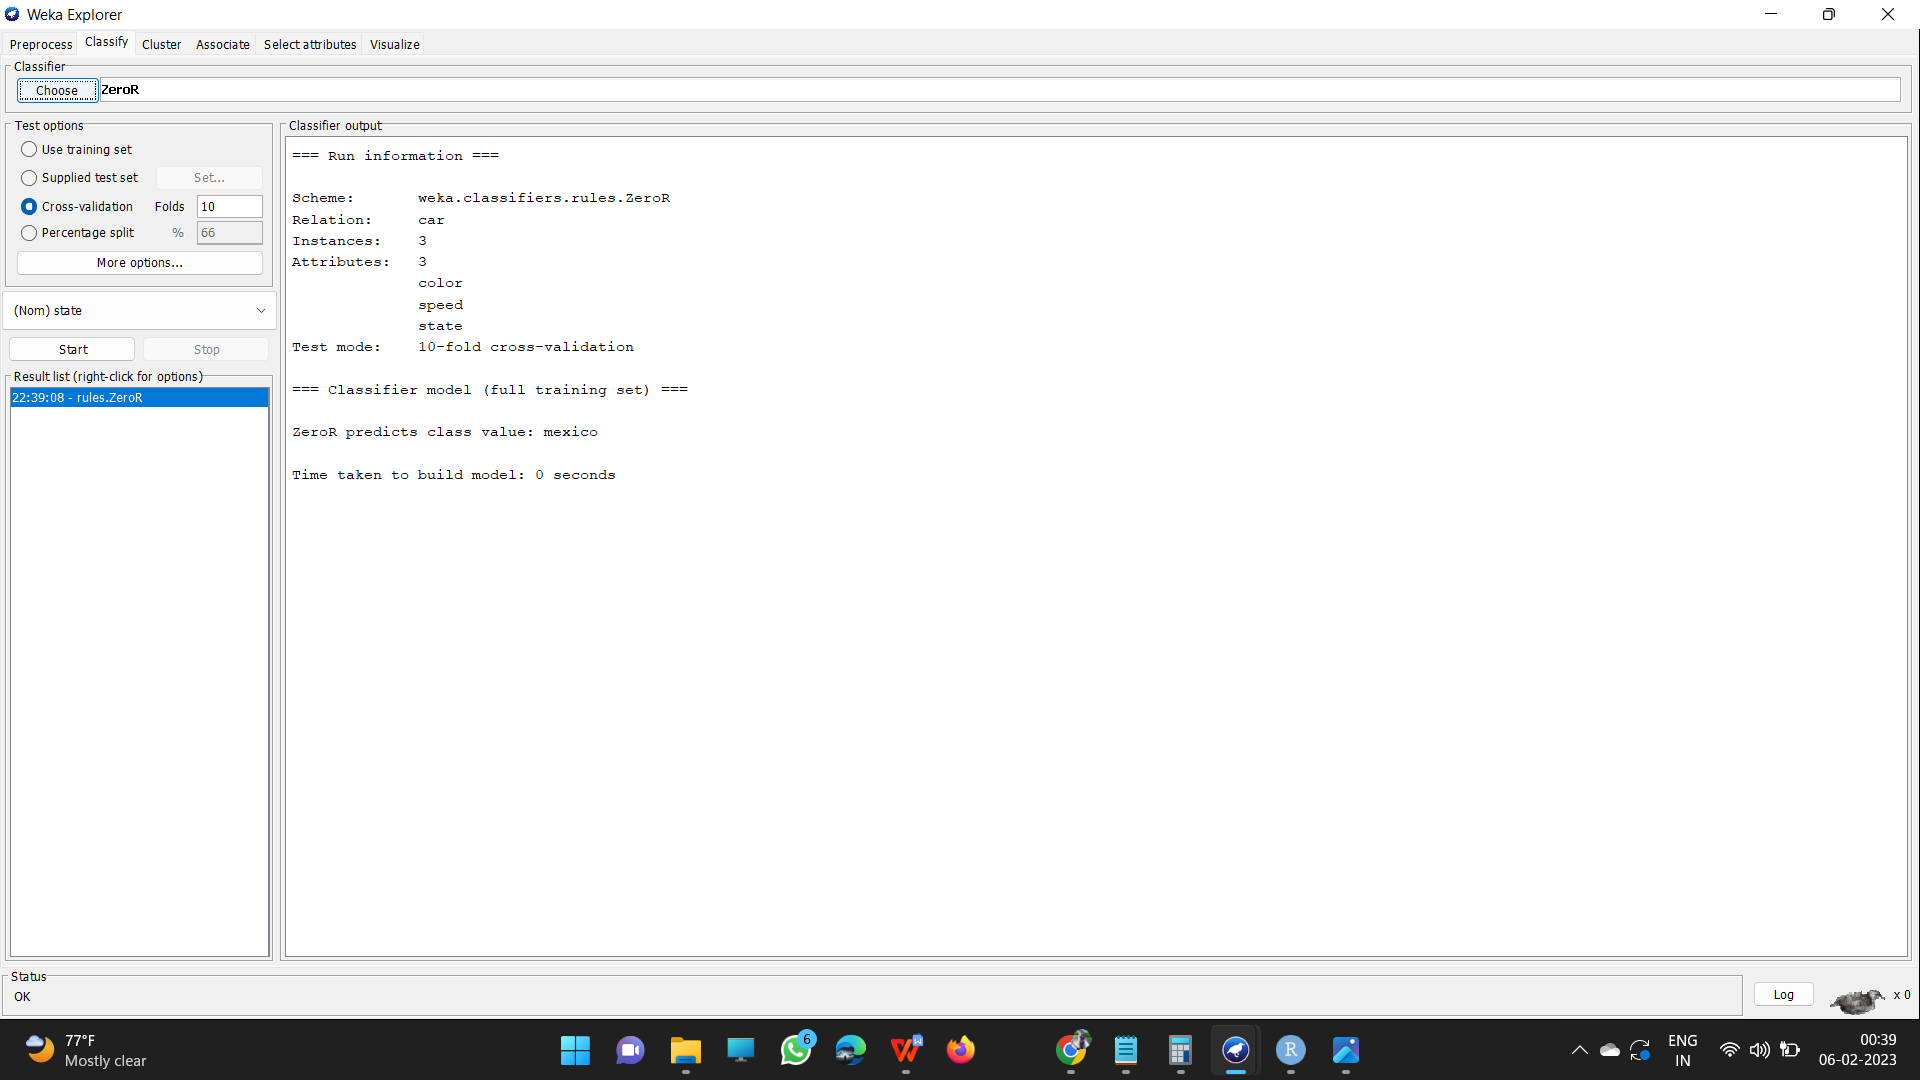 Weka Explorer
Preprocess Classify Cluster Associate Select attributes Visualize
Classifier
Choose ZeroR
Test options
Use training set
Supplied test set Set...
Cross-validation Folds 10
Percentage split % 66
More options...
(Nom) state
Start Stop
Result list (right-click for options)
22:39:08 - rules.ZeroR
Classifier output
=== Run information ===
Scheme: weka.classifiers.rules.ZeroR
Relation: car
Instances: 3
Attributes: 3
color
speed
state
Test mode: 10-fold cross-validation
=== Classifier model (full training set) ===
ZeroR predicts class value: mexico
Time taken to build model: 0 seconds
Status
OK
Log x 0
77°F
Mostly clear
6
W
R
ENG
IN
00:39
06-02-2023